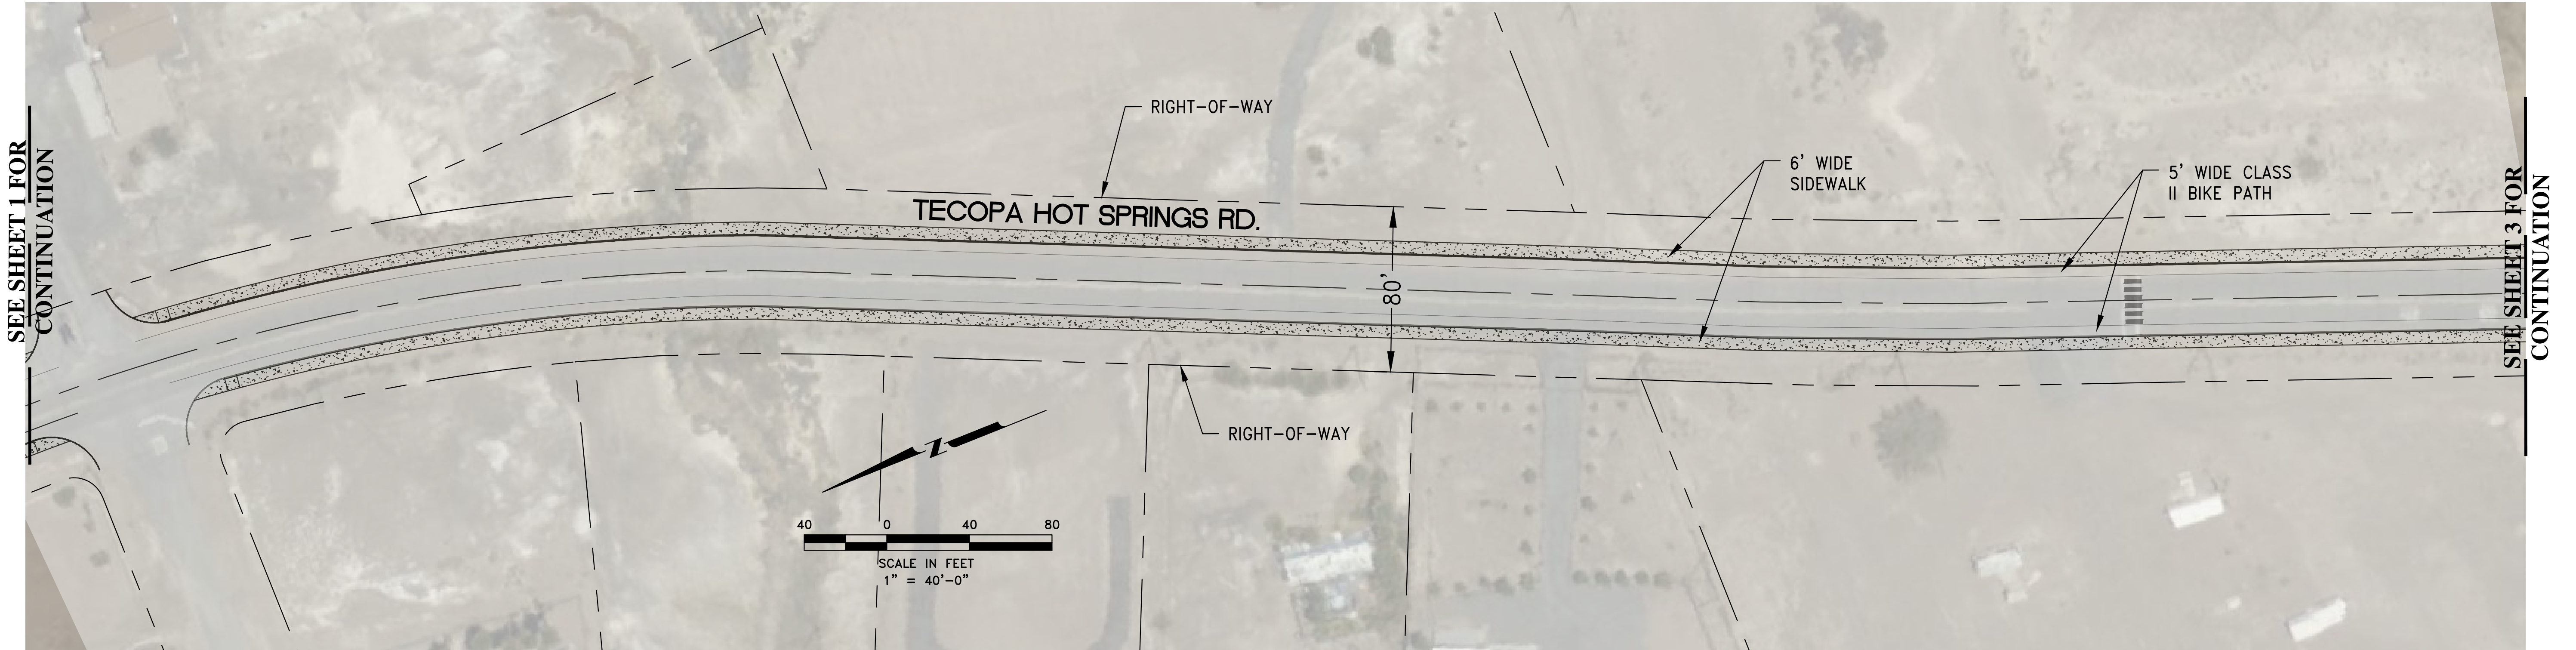 SEE SHEET 1 FOR
CONTINUATION
RIGHT-OF-WAY
TECOPA HOT SPRINGS RD.
6' WIDE
SIDEWALK
5' WIDE CLASS
II BIKE PATH
80'
RIGHT-OF-WAY
Z
40 0 40 80
SCALE IN FEET
1" = 40'-0"
SEE SHEET 3 FOR
CONTINUATION